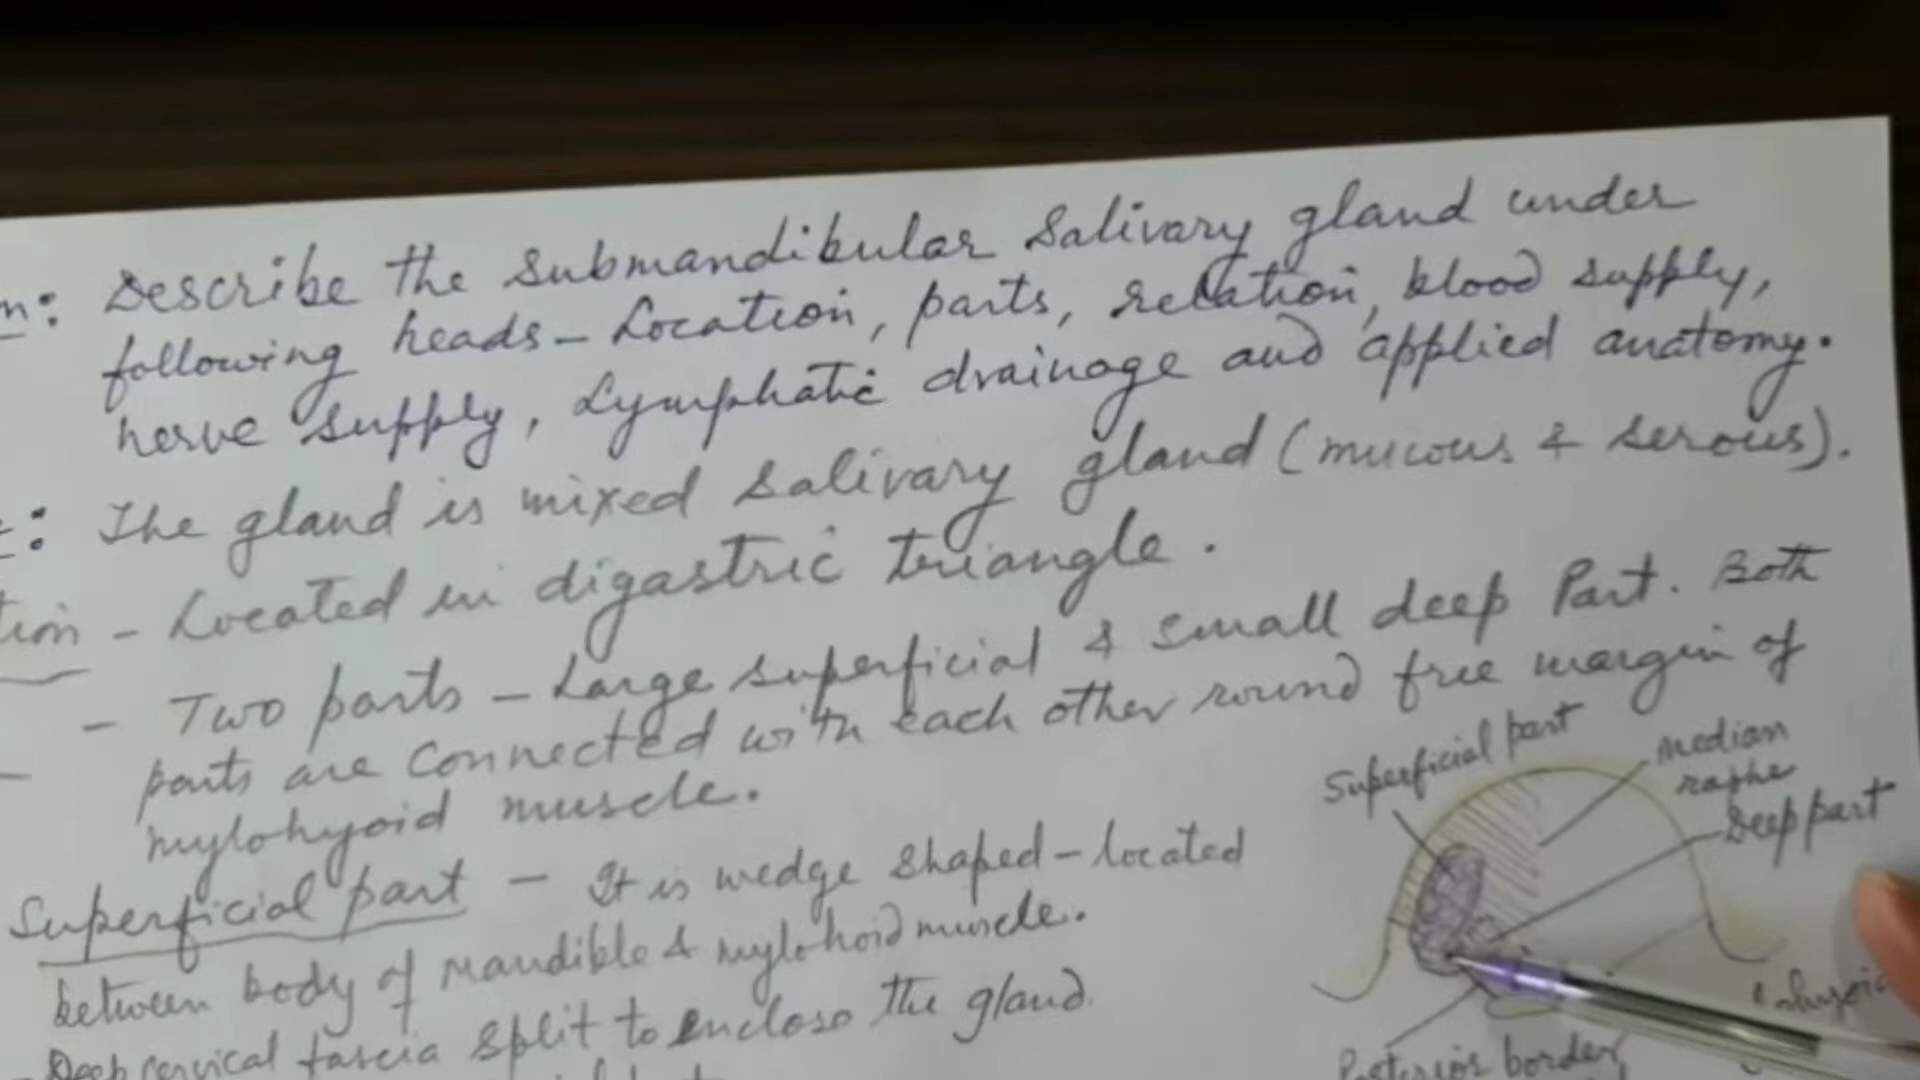 n: Describe the submandibular salivary gland under
following heads - Location, parts, relation, blood supply,
nerve supply, Lymphatic drainage and applied anatomy.
: The gland is mixed salivary gland (mucous & serous).
tion - Located in digastric triangle.
- Two parts - Large superficial & small deep Part. Both
parts are connected with each other round free margin of
mylohyoid muscle.
Superficial part
median
raphe
Deep part
Superficial part - It is wedge shaped - located
between body of mandible & mylohoid muscle.
- Deep cervical fascia split to enclose the gland.
Posterior border